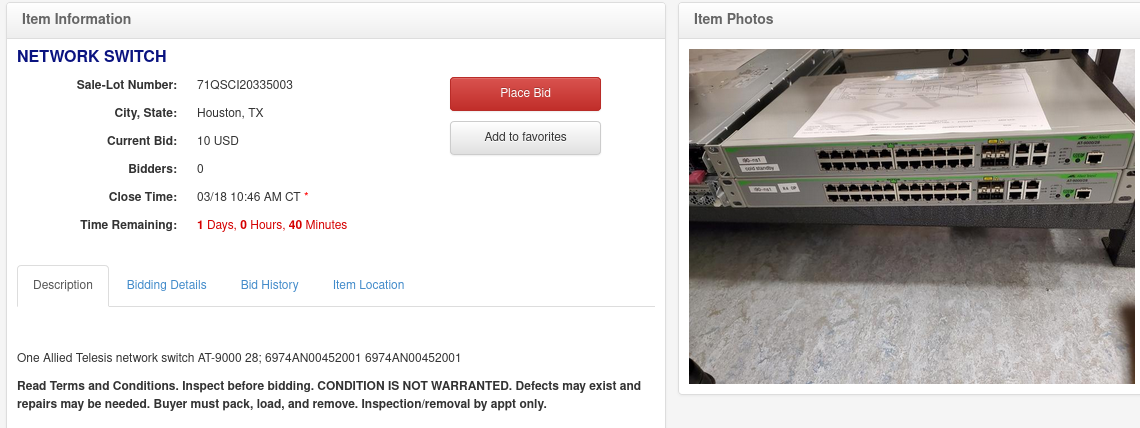 Item Information
NETWORK SWITCH
Sale-Lot Number: 71QSCI20335003
City, State: Houston, TX
Current Bid: 10 USD
Bidders: 0
Close Time: 03/18 10:46 AM CT *
Time Remaining: 1 Days, 0 Hours, 40 Minutes
Place Bid
Add to favorites
Description Bidding Details Bid History Item Location
One Allied Telesis network switch AT-9000 28; 6974AN00452001 6974AN00452001
Read Terms and Conditions. Inspect before bidding. CONDITION IS NOT WARRANTED. Defects may exist and
repairs may be needed. Buyer must pack, load, and remove. Inspection/removal by appt only.
Item Photos
cold standby